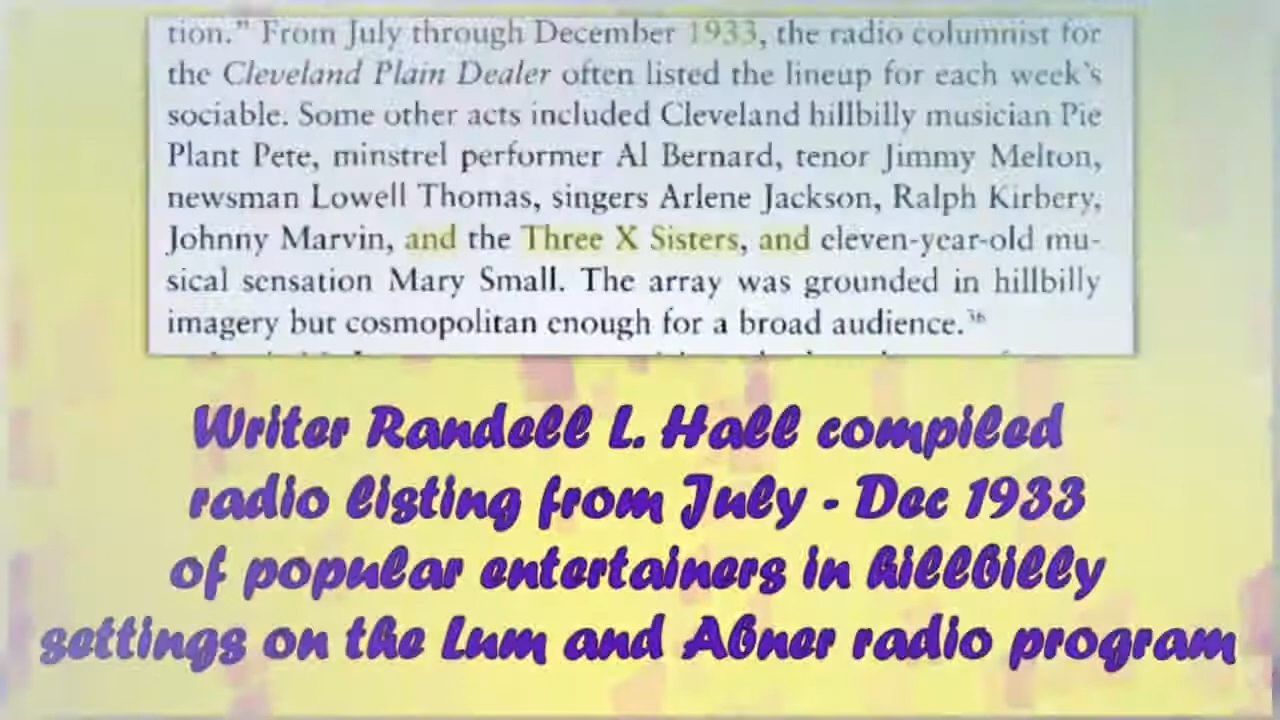 tion.” From July through December 1933, the radio columnist for
the Cleveland Plain Dealer often listed the lineup for each week’s
sociable. Some other acts included Cleveland hillbilly musician Pie
Plant Pete, minstrel performer Al Bernard, tenor Jimmy Melton,
newsman Lowell Thomas, singers Arlene Jackson, Ralph Kirbery,
Johnny Marvin, and the Three X Sisters, and eleven-year-old mu-
sical sensation Mary Small. The array was grounded in hillbilly
imagery but cosmopolitan enough for a broad audience.36
Writer Randell L. Hall compiled
radio listing from July - Dec 1933
of popular entertainers in hillbilly
settings on the Lum and Abner radio program